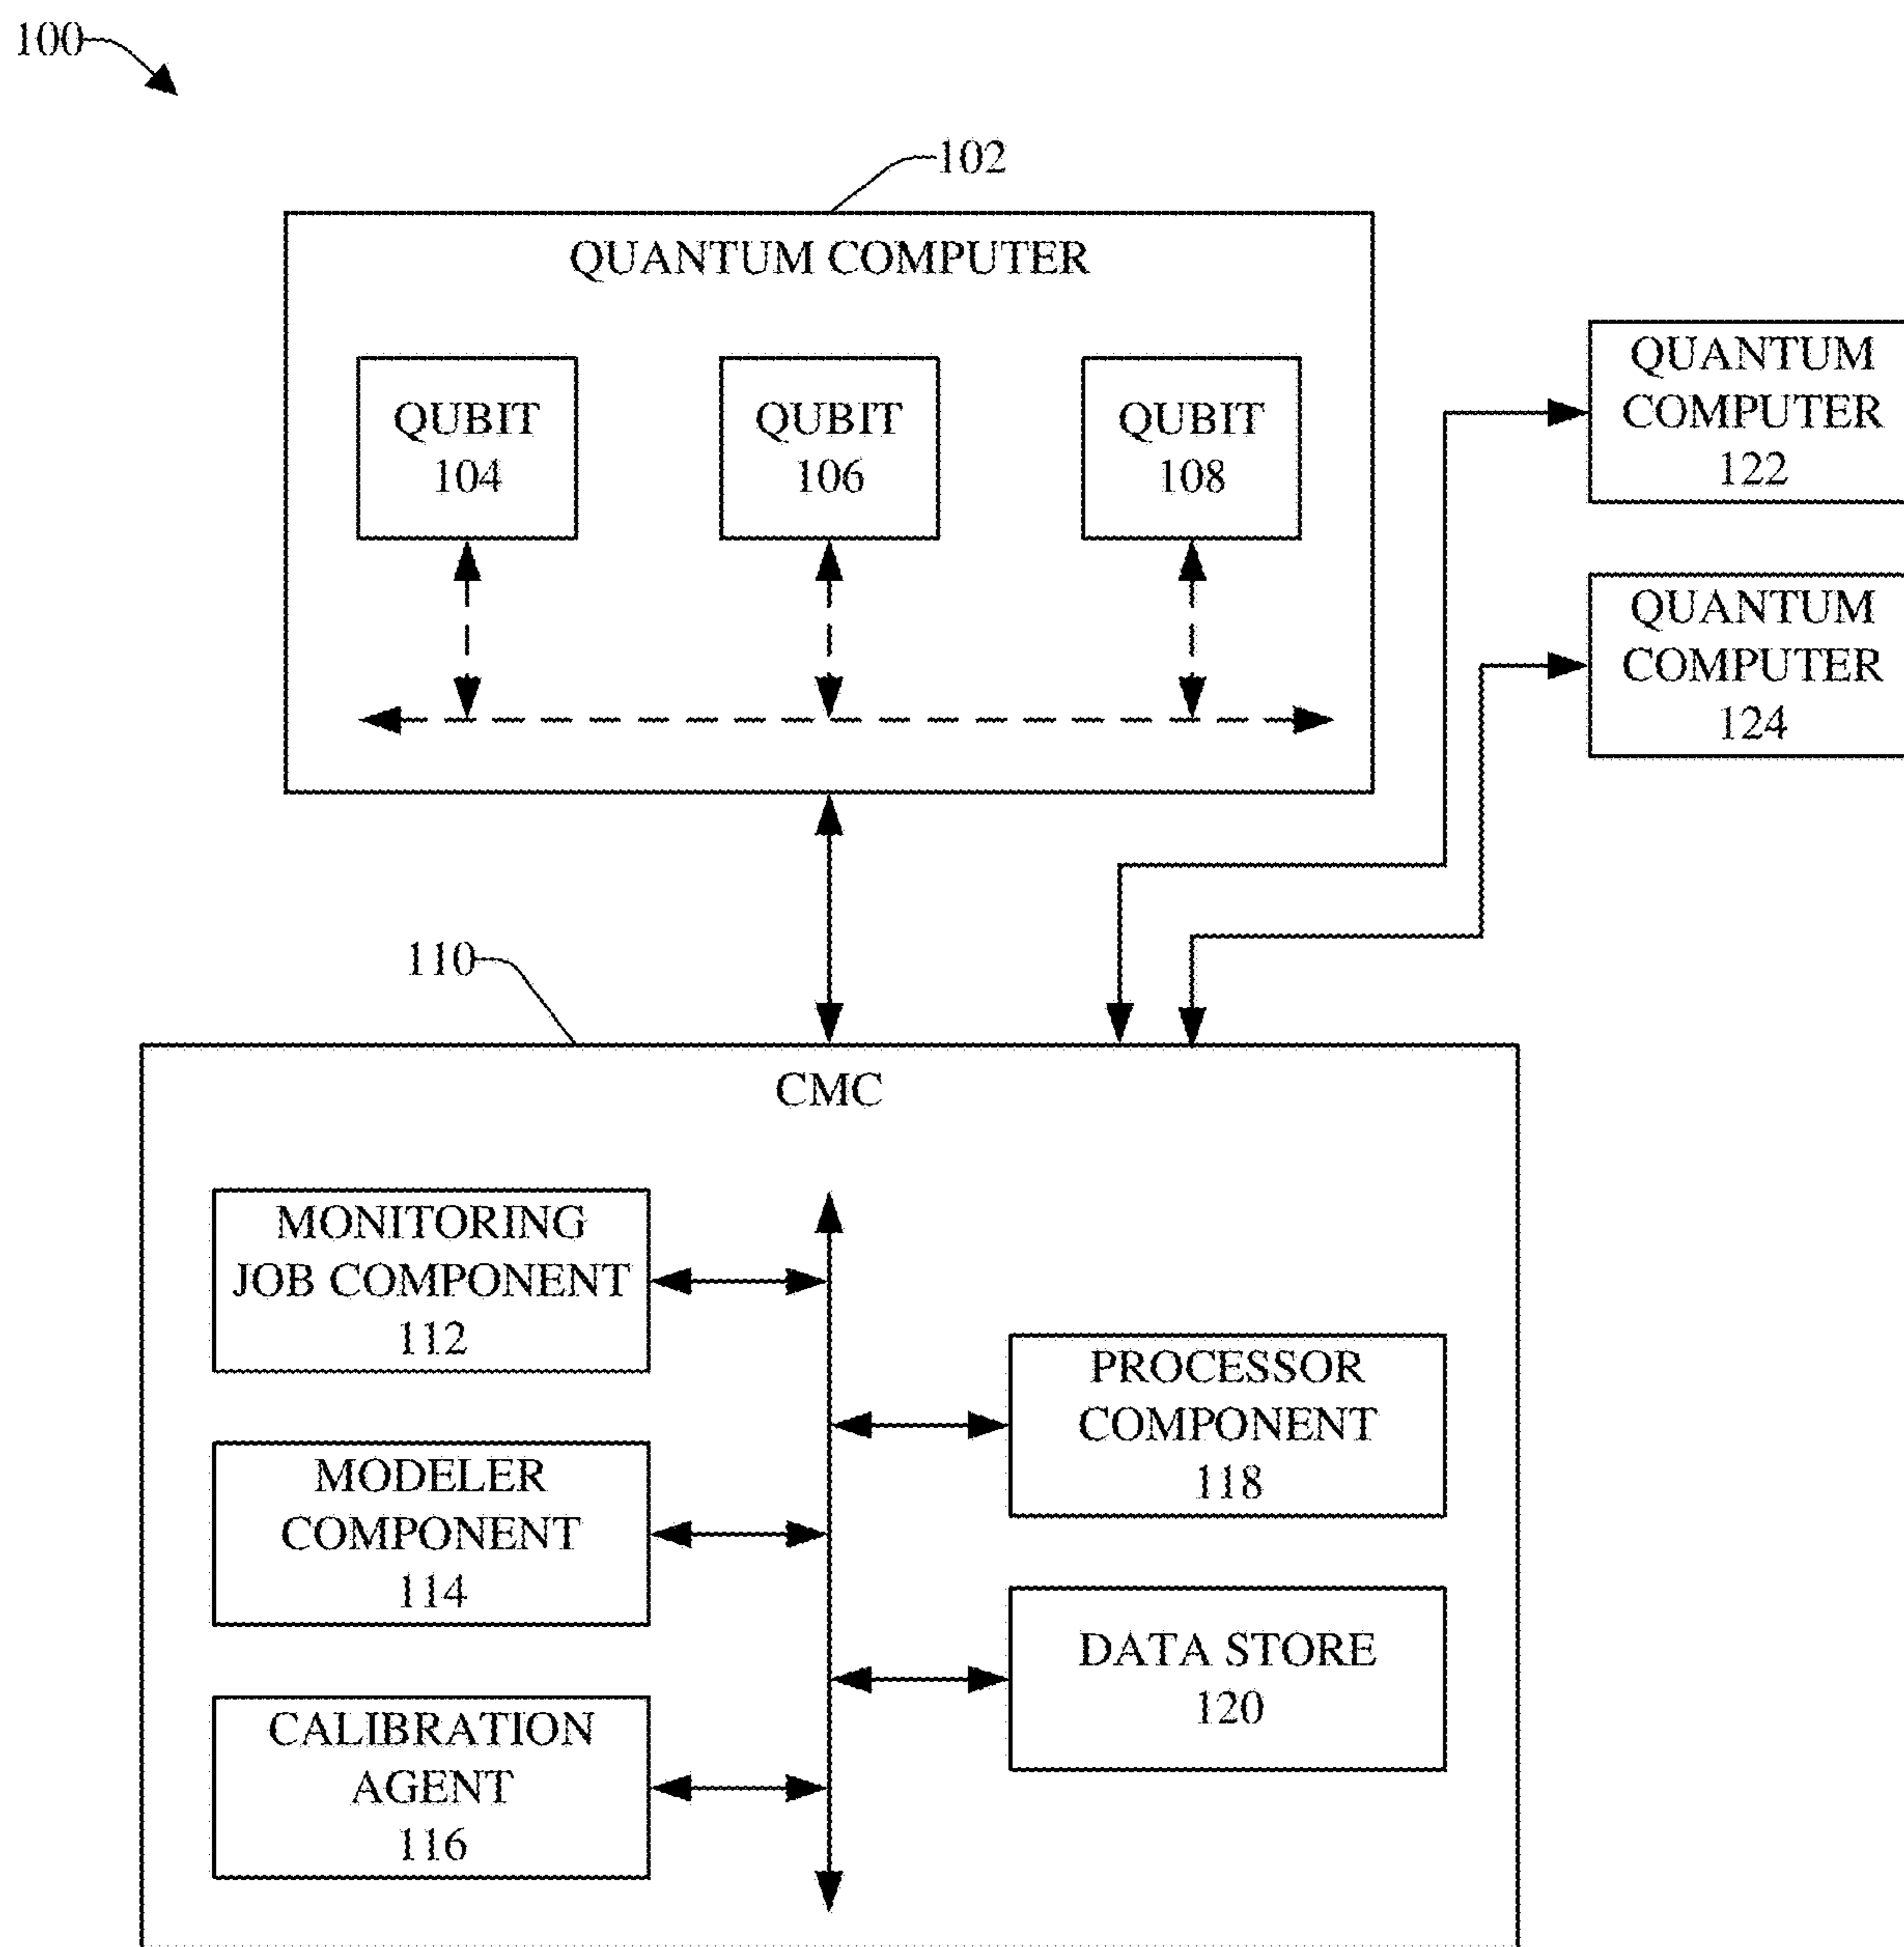 100
102
QUANTUM COMPUTER
QUBIT
104
QUBIT
106
QUBIT
108
QUANTUM
COMPUTER
122
QUANTUM
COMPUTER
124
110
CMC
MONITORING
JOB COMPONENT
112
MODELER
COMPONENT
114
CALIBRATION
AGENT
116
PROCESSOR
COMPONENT
118
DATA STORE
120